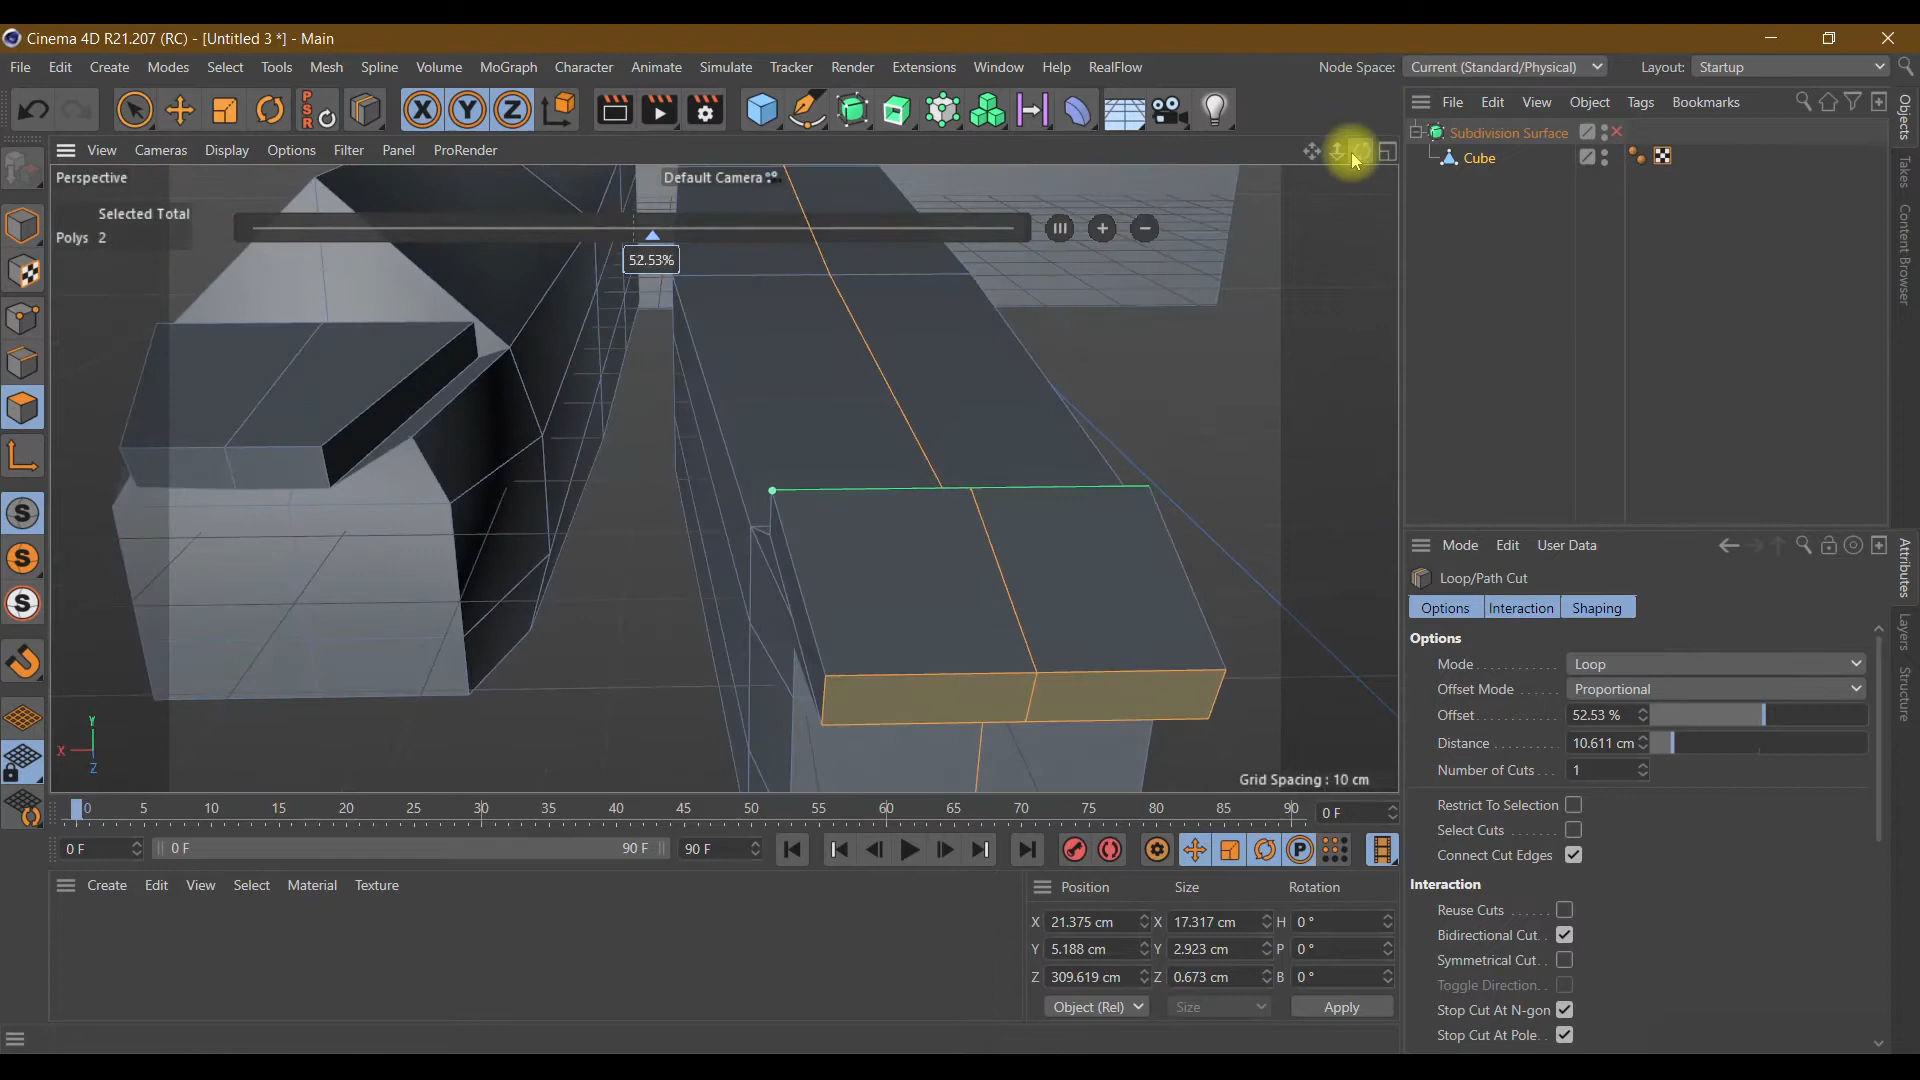 Cinema 4D R21.207 (RC) - [Untitled 3 *] - Main
File Edit Create Modes Select Tools Mesh Spline Volume MoGraph Character Animate Simulate Tracker Render Extensions Window Help RealFlow Node Space: Current (Standard/Physical) Layout: Startup
PSR X Y Z
File Edit View Object Tags Bookmarks
View Cameras Display Options Filter Panel ProRender
Subdivision Surface
Cube
Perspective
Default Camera
Selected Total
Polys 2
52.53%
S
S
S
X Y Z
Grid Spacing : 10 cm
Objects
Takes
Content Browser
Attributes
Layers
Structure
Mode Edit User Data
Loop/Path Cut
Options Interaction Shaping
Options
Mode Loop
Offset Mode Proportional
Offset 52.53 %
Distance 10.611 cm
Number of Cuts 1
Restrict To Selection
Select Cuts
Connect Cut Edges
Interaction
Reuse Cuts
Bidirectional Cut
Symmetrical Cut
Toggle Direction
Stop Cut At N-gon
Stop Cut At Pole
0 5 10 15 20 25 30 35 40 45 50 55 60 65 70 75 80 85 90 0 F
0 F 0 F 90 F 90 F P
Create Edit View Select Material Texture
Position Size Rotation
X 21.375 cm X 17.317 cm H 0 °
Y 5.188 cm Y 2.923 cm P 0 °
Z 309.619 cm Z 0.673 cm B 0 °
Object (Rel) Size Apply